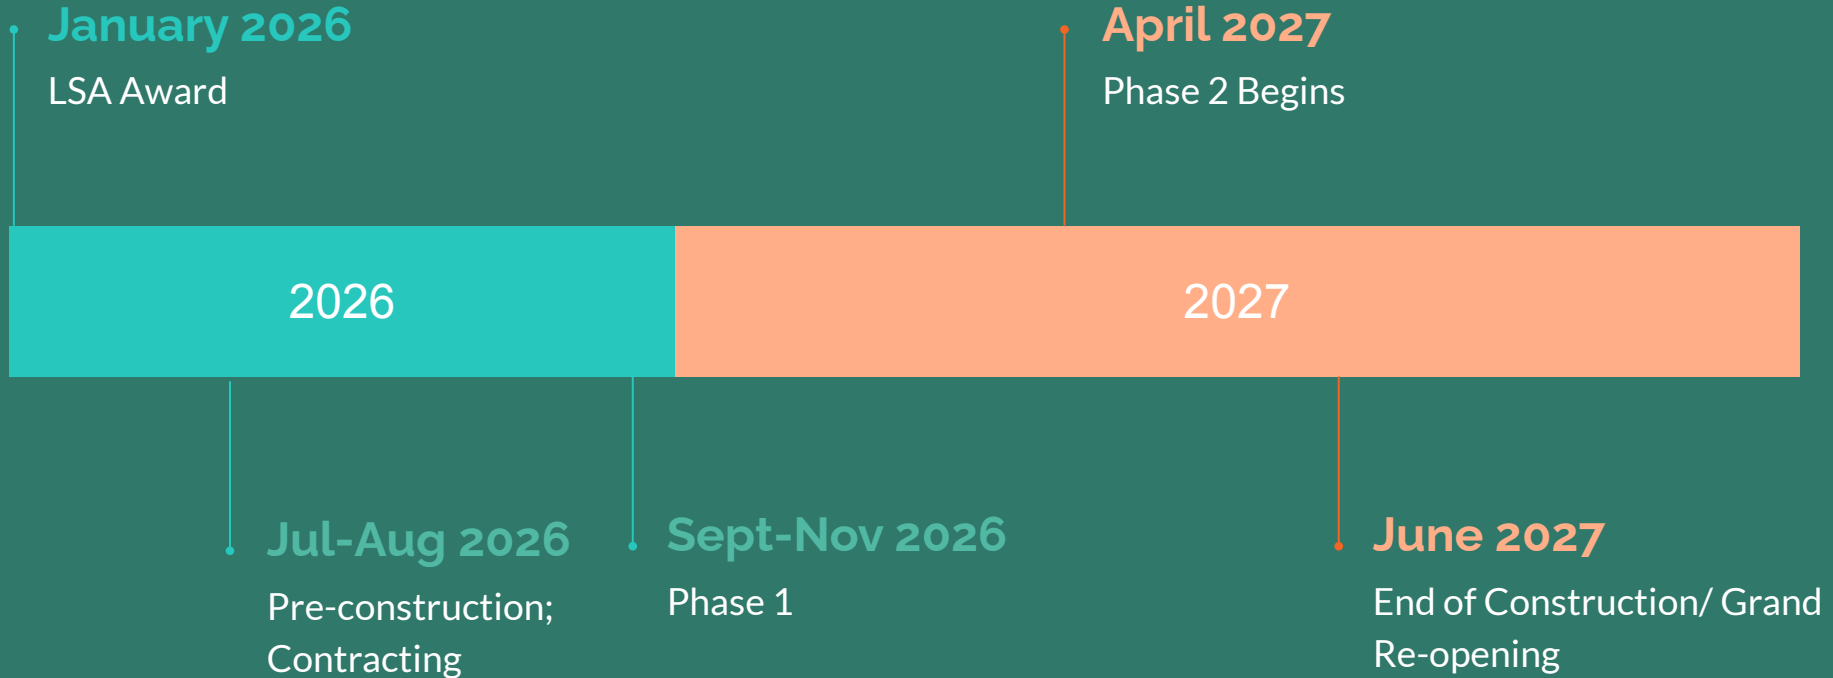 January 2026
LSA Award
April 2027
Phase 2 Begins
2026
2027
Jul-Aug 2026
Pre-construction;
Contracting
Sept-Nov 2026
Phase 1
June 2027
End of Construction/ Grand
Re-opening